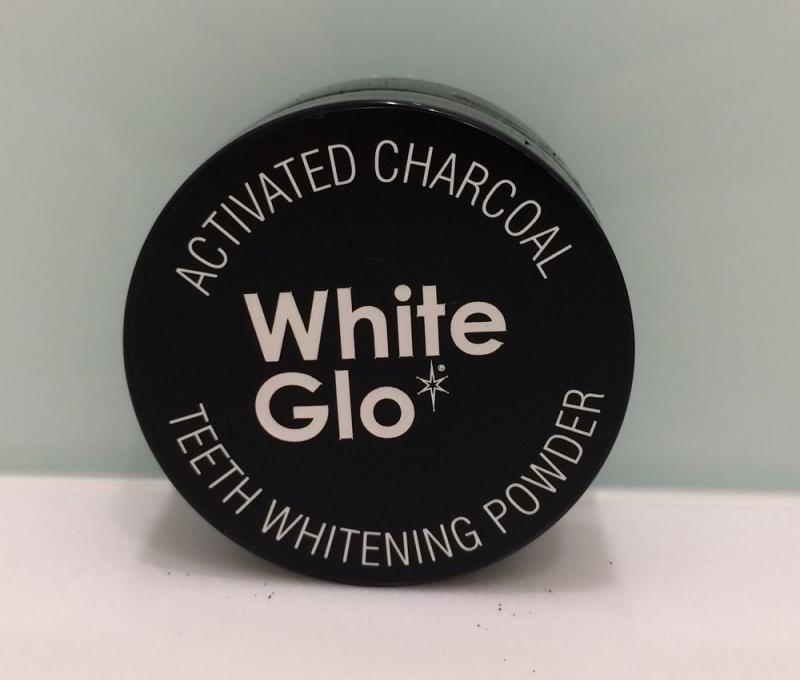 ACTIVATED CHARCOAL
White
Glo®
TEETH WHITENING POWDER